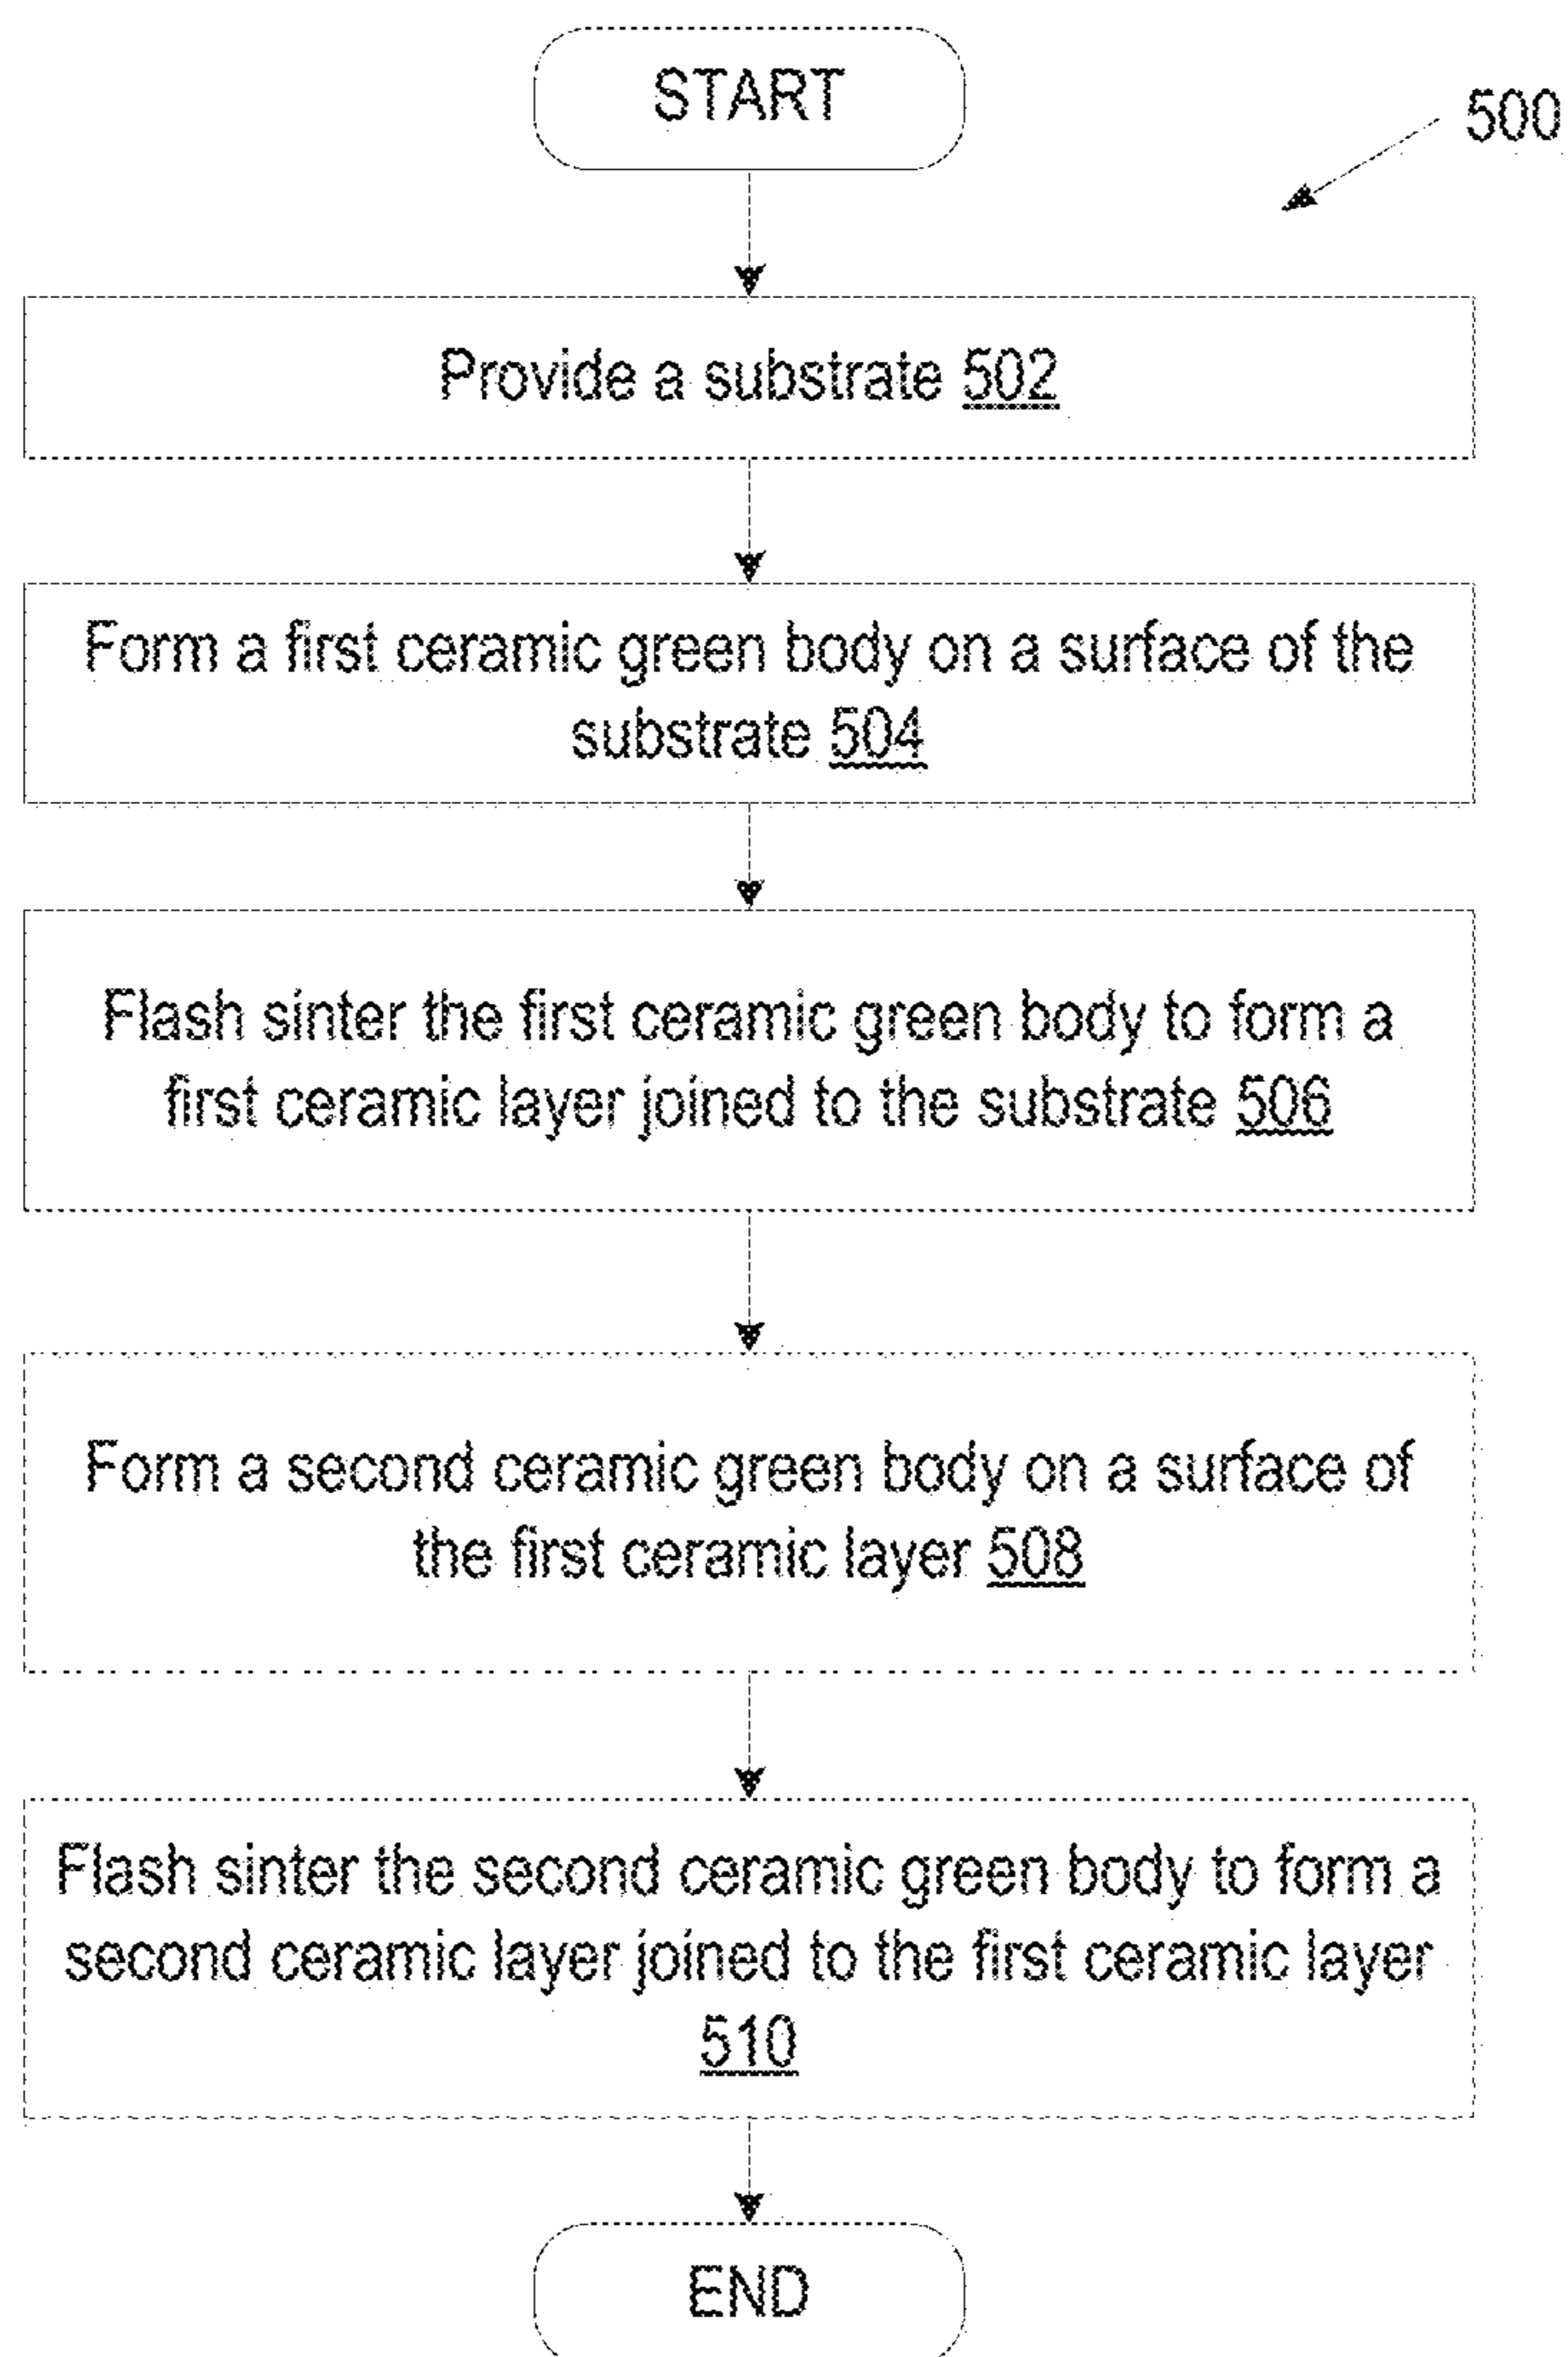 START
500
Provide a substrate 502
Form a first ceramic green body on a surface of the
substrate 504
Flash sinter the first ceramic green body to form a
first ceramic layer joined to the substrate 506
Form a second ceramic green body on a surface of
the first ceramic layer 508
Flash sinter the second ceramic green body to form a
second ceramic layer joined to the first ceramic layer
510
END